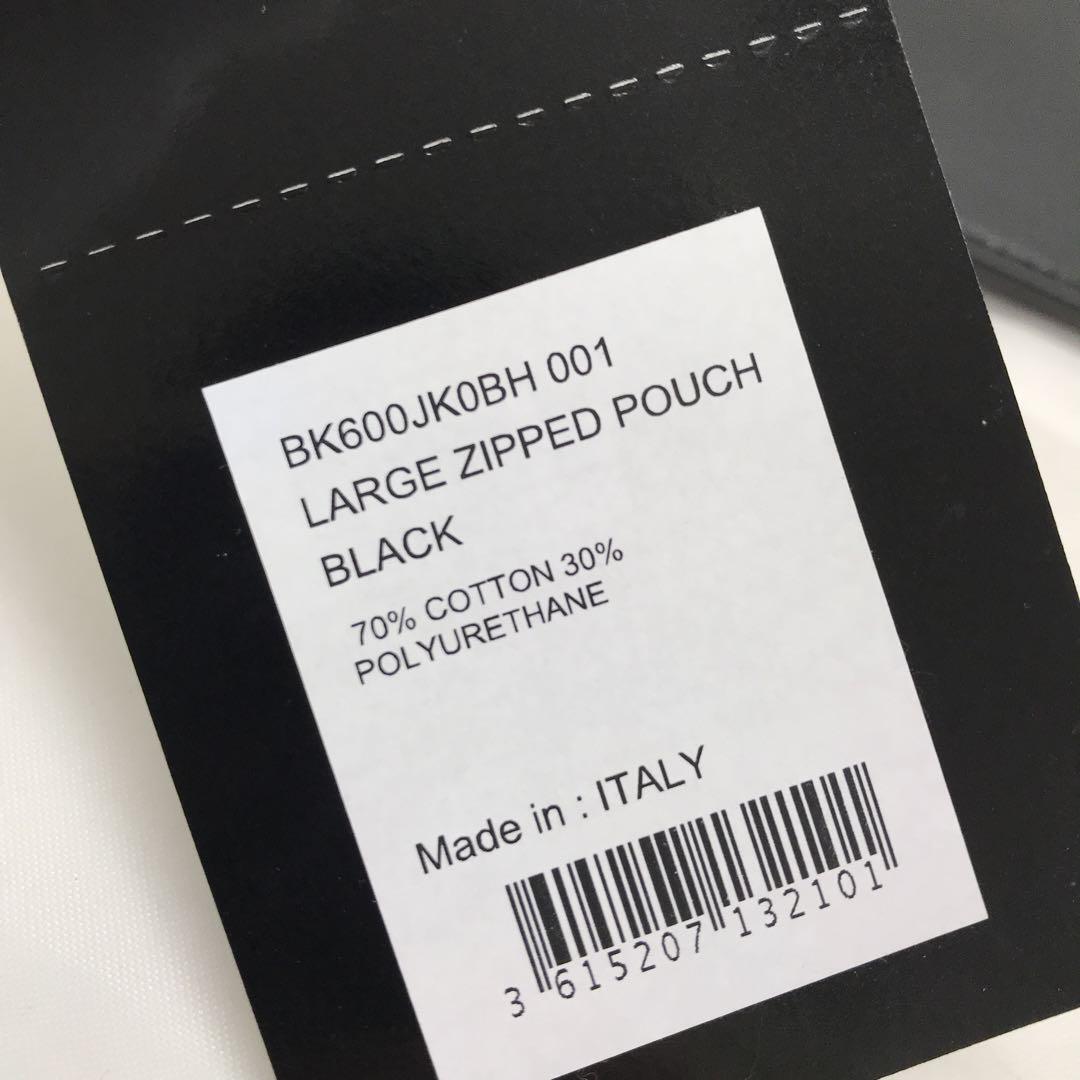 BK600JK0BH 001
LARGE ZIPPED POUCH
BLACK
70% COTTON 30%
POLYURETHANE
Made in : ITALY
3 615207 132101